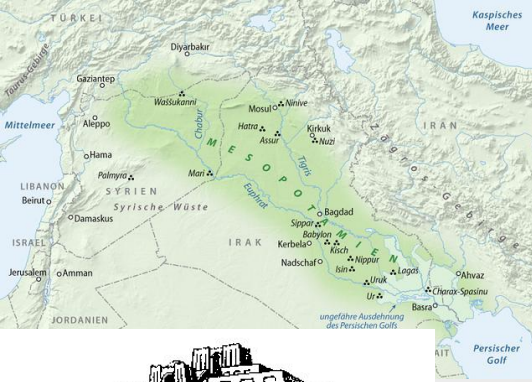 TÜRKEI
Kaspisches
Meer
Diyarbakır
Taurus-Gebirge
Gaziantep
Waššukanni
Mosul
Ninive
Chabur
Mittelmeer
Aleppo
Hatra
Assur
Kirkuk
Nuzi
IRAN
Zagros-Gebirge
Hama
MESOPOTAMIEN
Tigris
Palmyra
Mari
LIBANON
SYRIEN
Euphrat
Beirut
Syrische Wüste
Bagdad
Damaskus
Sippar
Babylon
ISRAEL
IRAK
Kerbela
Kisch
Nippur
Nadschaf
Isin
Lagaš
Jerusalem
Amman
Uruk
Ahvaz
Ur
Charax-Spasinu
Basra
JORDANIEN
ungefähre Ausdehnung
des Persischen Golfs
Persischer
Golf